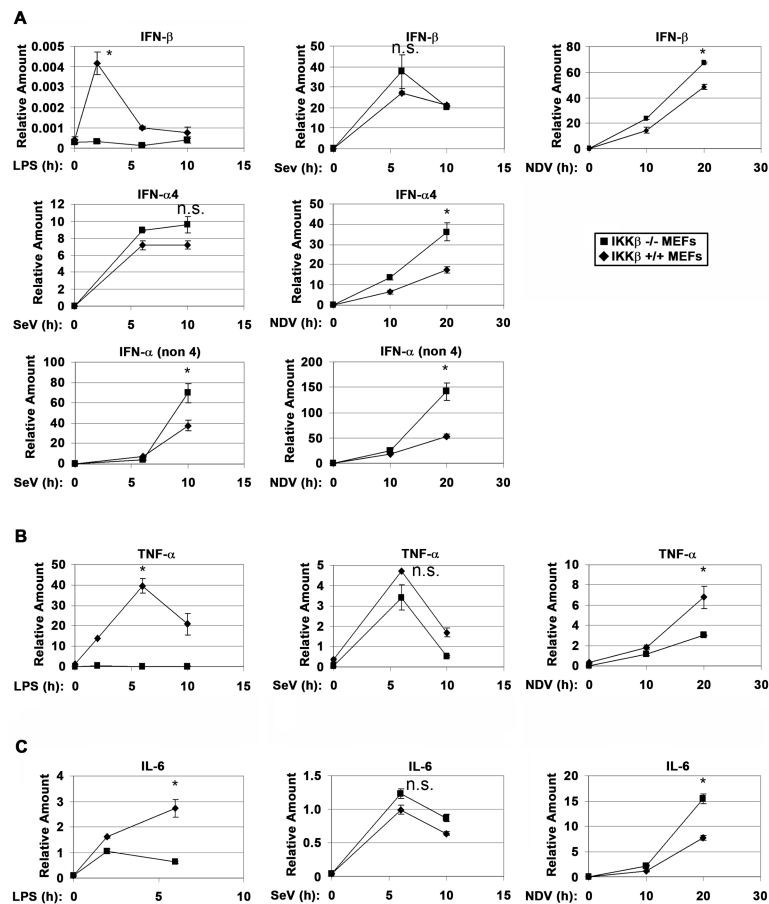 A
IFN-β
IFN-β
IFN-β
Relative Amount
0.005
0.004
0.003
0.002
0.001
0
*
0 5 10 15
LPS (h):
Relative Amount
50
40
30
20
10
0
n.s.
0 5 10 15
Sev (h):
Relative Amount
80
60
40
20
0
*
0 10 20 30
NDV (h):
IFN-α4
Relative Amount
12
10
8
6
4
2
0
n.s.
0 5 10 15
SeV (h):
IFN-α4
Relative Amount
50
40
30
20
10
0
*
0 10 20 30
NDV (h):
IKKβ -/- MEFs
IKKβ +/+ MEFs
IFN-α (non 4)
Relative Amount
100
80
60
40
20
0
*
0 5 10 15
SeV (h):
IFN-α (non 4)
Relative Amount
200
150
100
50
0
*
0 10 20 30
NDV (h):
B
TNF-α
Relative Amount
50
40
30
20
10
0
*
0 5 10 15
LPS (h):
TNF-α
Relative Amount
5
4
3
2
1
0
n.s.
0 5 10 15
SeV (h):
TNF-α
Relative Amount
10
8
6
4
2
0
*
0 10 20 30
NDV (h):
C
IL-6
Relative Amount
4
3
2
1
0
*
0 5 10
LPS (h):
IL-6
Relative Amount
1.5
1.0
0.5
0
n.s.
0 5 10 15
SeV (h):
IL-6
Relative Amount
20
15
10
5
0
*
0 10 20 30
NDV (h):